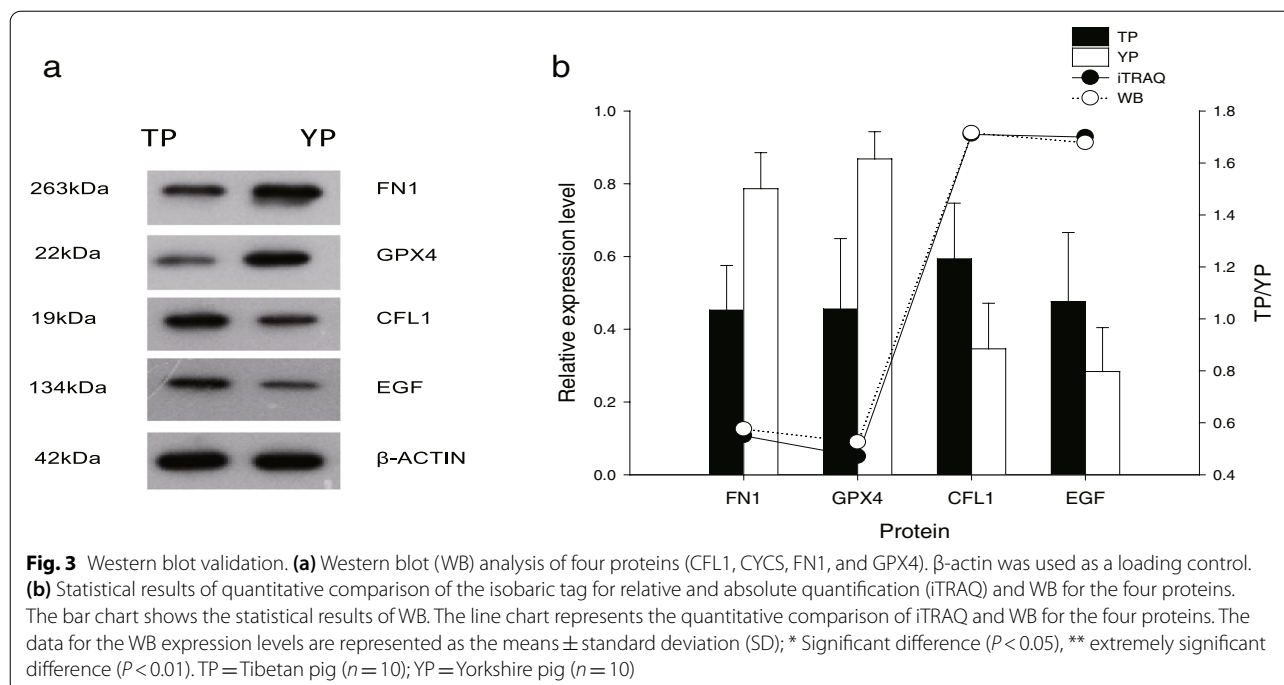 a
TP YP
263kDa FN1
22kDa GPX4
19kDa CFL1
134kDa EGF
42kDa β-ACTIN
b
TP
YP
iTRAQ
WB
1.0
0.8
0.6
0.4
0.2
0.0
Relative expression level
1.8
1.6
1.4
1.2
1.0
0.8
0.6
0.4
TP/YP
FN1 GPX4 CFL1 EGF
Protein
Fig. 3 Western blot validation. (a) Western blot (WB) analysis of four proteins (CFL1, CYCS, FN1, and GPX4). β-actin was used as a loading control.
(b) Statistical results of quantitative comparison of the isobaric tag for relative and absolute quantification (iTRAQ) and WB for the four proteins.
The bar chart shows the statistical results of WB. The line chart represents the quantitative comparison of iTRAQ and WB for the four proteins. The
data for the WB expression levels are represented as the means ± standard deviation (SD); * Significant difference (P < 0.05), ** extremely significant
difference (P < 0.01). TP = Tibetan pig (n = 10); YP = Yorkshire pig (n = 10)